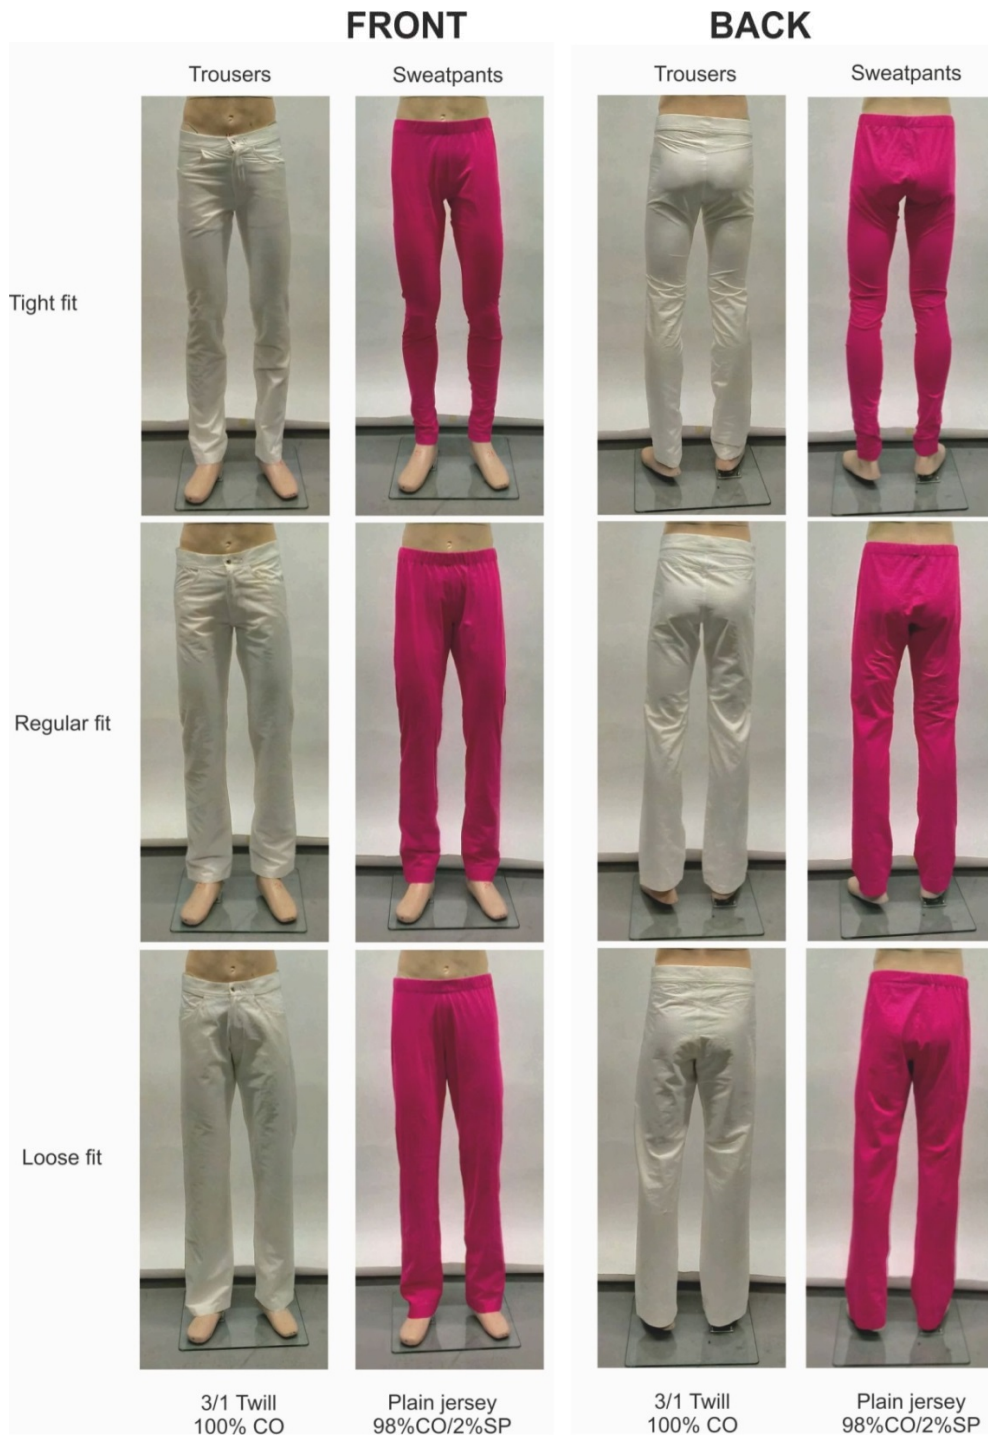 FRONT
BACK
Trousers
Sweatpants
Trousers
Sweatpants
Tight fit
Regular fit
Loose fit
3/1 Twill
100% CO
Plain jersey
98%CO/2%SP
3/1 Twill
100% CO
Plain jersey
98%CO/2%SP